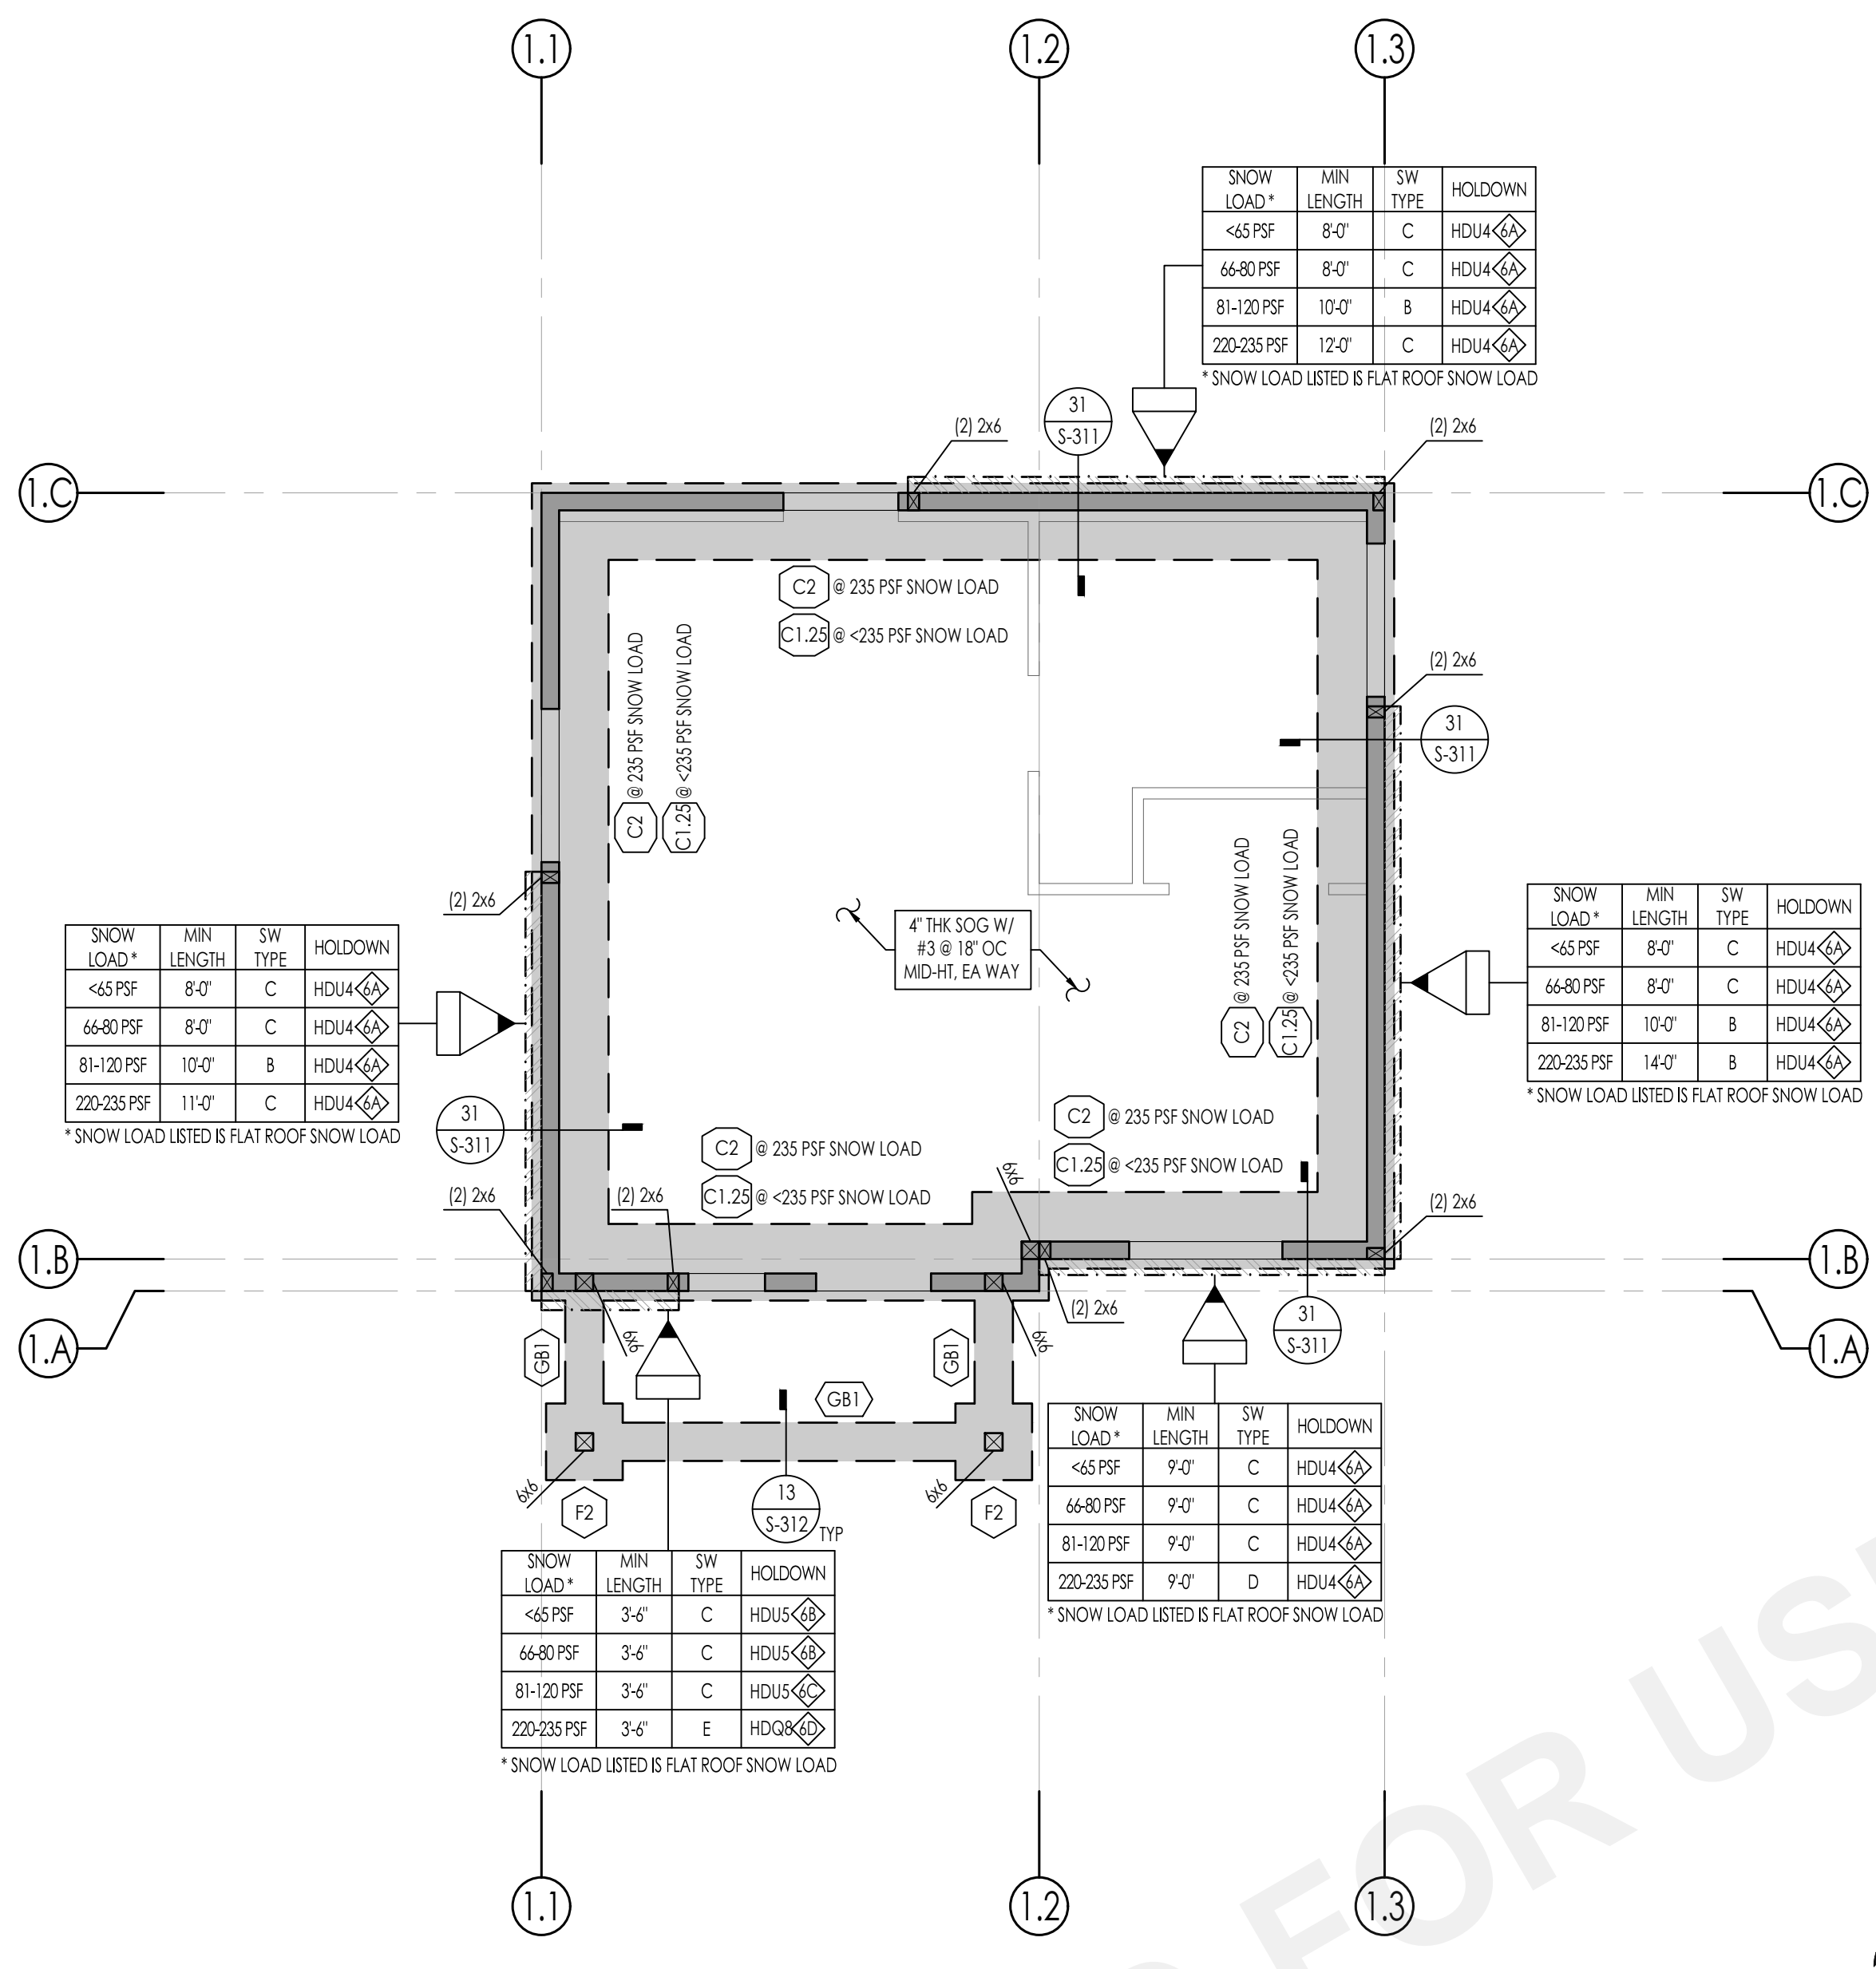 1.1
1.2
1.3
SNOW LOAD * MIN LENGTH SW TYPE HOLDOWN
<65 PSF 8'-0" C HDU4 6A
66-80 PSF 8'-0" C HDU4 6A
81-120 PSF 10'-0" B HDU4 6A
220-235 PSF 12'-0" C HDU4 6A
* SNOW LOAD LISTED IS FLAT ROOF SNOW LOAD
(2) 2x6
31
S-311
(2) 2x6
1.C
1.C
C2 @ 235 PSF SNOW LOAD
C1.25 @ <235 PSF SNOW LOAD
C2 @ 235 PSF SNOW LOAD
C1.25 @ <235 PSF SNOW LOAD
(2) 2x6
31
S-311
(2) 2x6
4" THK SOG W/
#3 @ 18" OC
MID-HT, EA WAY
C2 @ 235 PSF SNOW LOAD
C1.25 @ <235 PSF SNOW LOAD
SNOW LOAD * MIN LENGTH SW TYPE HOLDOWN
<65 PSF 8'-0" C HDU4 6A
66-80 PSF 8'-0" C HDU4 6A
81-120 PSF 10'-0" B HDU4 6A
220-235 PSF 11'-0" C HDU4 6A
* SNOW LOAD LISTED IS FLAT ROOF SNOW LOAD
SNOW LOAD * MIN LENGTH SW TYPE HOLDOWN
<65 PSF 8'-0" C HDU4 6A
66-80 PSF 8'-0" C HDU4 6A
81-120 PSF 10'-0" B HDU4 6A
220-235 PSF 14'-0" B HDU4 6A
* SNOW LOAD LISTED IS FLAT ROOF SNOW LOAD
31
S-311
C2 @ 235 PSF SNOW LOAD
C1.25 @ <235 PSF SNOW LOAD
C2 @ 235 PSF SNOW LOAD
C1.25 @ <235 PSF SNOW LOAD
6x6
(2) 2x6
(2) 2x6
(2) 2x6
1.B
1.B
(2) 2x6
31
S-311
1.A
1.A
GB1
6x6
GB1
6x6
GB1
6x6
F2
13
S-312
TYP
6x6
F2
SNOW LOAD * MIN LENGTH SW TYPE HOLDOWN
<65 PSF 9'-0" C HDU4 6A
66-80 PSF 9'-0" C HDU4 6A
81-120 PSF 9'-0" C HDU4 6A
220-235 PSF 9'-0" D HDU4 6A
* SNOW LOAD LISTED IS FLAT ROOF SNOW LOAD
SNOW LOAD * MIN LENGTH SW TYPE HOLDOWN
<65 PSF 3'-6" C HDU5 6B
66-80 PSF 3'-6" C HDU5 6B
81-120 PSF 3'-6" C HDU5 6C
220-235 PSF 3'-6" E HDQ8 6D
* SNOW LOAD LISTED IS FLAT ROOF SNOW LOAD
1.1
1.2
1.3
FOR US